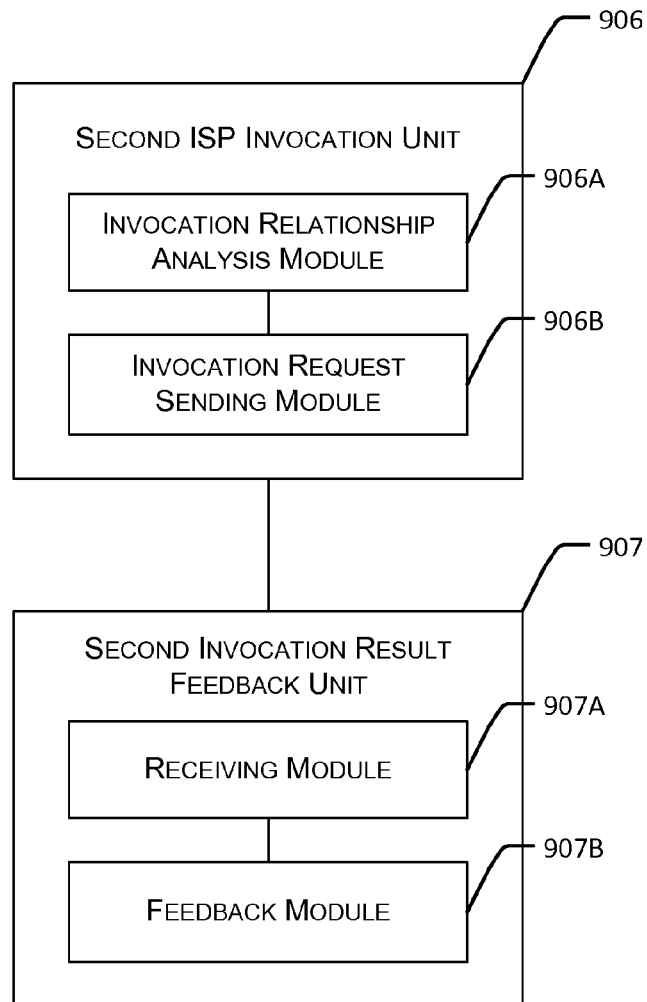 906
SECOND ISP INVOCATION UNIT
906A
INVOCATION RELATIONSHIP
ANALYSIS MODULE
906B
INVOCATION REQUEST
SENDING MODULE
907
SECOND INVOCATION RESULT
FEEDBACK UNIT
907A
RECEIVING MODULE
907B
FEEDBACK MODULE